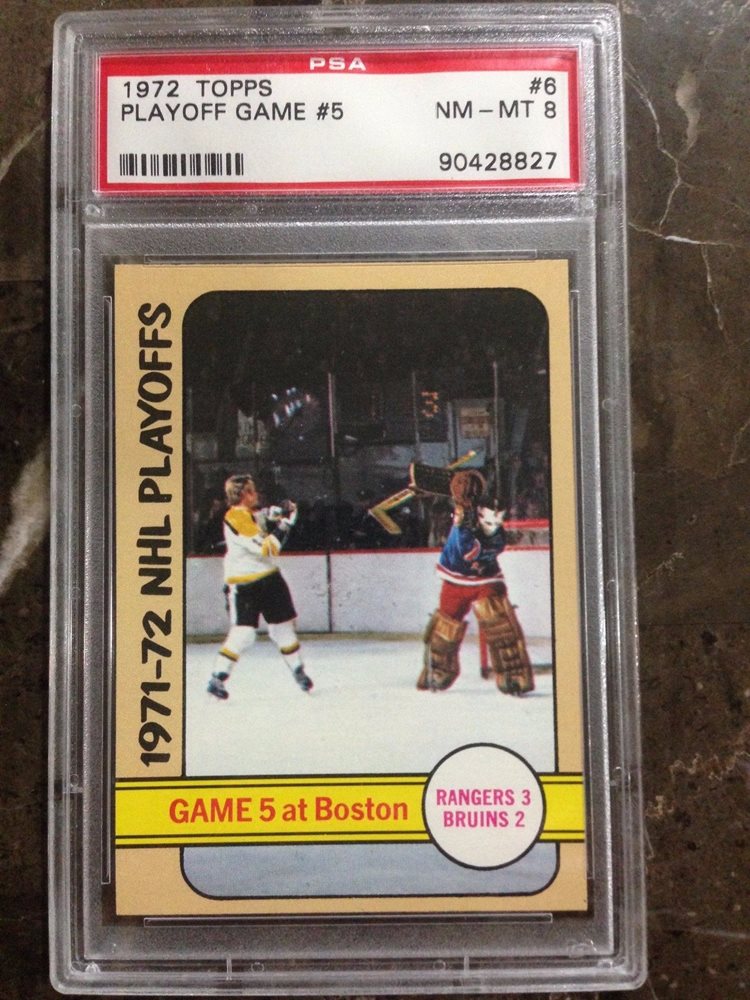 PSA
1972 TOPPS #6
PLAYOFF GAME #5 NM-MT 8
90428827
1971-72 NHL PLAYOFFS
GAME 5 at Boston
RANGERS 3
BRUINS 2